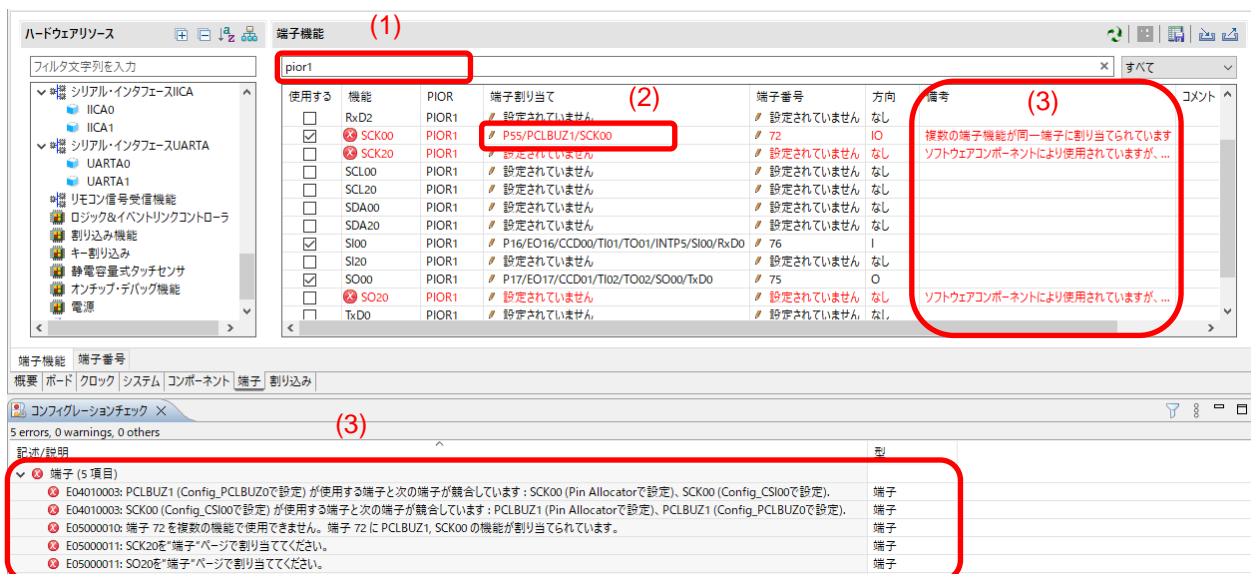 ハードウェアリソース
端子機能
(1)
フィルタ文字列を入力
pior1
すべて
シリアル・インタフェースIICA
IICA0
IICA1
シリアル・インタフェースUARTA
UARTA0
UARTA1
リモコン信号受信機能
ロジック&イベントリンクコントローラ
割り込み機能
キー割り込み
静電容量式タッチセンサ
オンチップ・デバッグ機能
電源
使用する 機能 PIOR 端子割り当て (2) 端子番号 方向 備考 (3) コメント
RxD2 PIOR1 設定されていません 設定されていません なし
SCK00 PIOR1 P55/PCLBUZ1/SCK00 72 IO 複数の端子機能が同一端子に割り当てられています
SCK20 PIOR1 設定されていません 設定されていません なし ソフトウェアコンポーネントにより使用されていますが、...
SCL00 PIOR1 設定されていません 設定されていません なし
SCL20 PIOR1 設定されていません 設定されていません なし
SDA00 PIOR1 設定されていません 設定されていません なし
SDA20 PIOR1 設定されていません 設定されていません なし
SI00 PIOR1 P16/EO16/CCD00/TI01/TO01/INTP5/SI00/RxD0 76 I
SI20 PIOR1 設定されていません 設定されていません なし
SO00 PIOR1 P17/EO17/CCD01/TI02/TO02/SO00/TxD0 75 O
SO20 PIOR1 設定されていません 設定されていません なし ソフトウェアコンポーネントにより使用されていますが、...
TxD0 PIOR1 設定されていません 設定されていません なし
端子機能 端子番号
概要 ボード クロック システム コンポーネント 端子 割り込み
コンフィグレーションチェック
5 errors, 0 warnings, 0 others
(3)
記述/説明 型
端子 (5 項目)
E04010003: PCLBUZ1 (Config_PCLBUZ0で設定) が使用する端子と次の端子が競合しています : SCK00 (Pin Allocatorで設定)、SCK00 (Config_CSI00で設定). 端子
E04010003: SCK00 (Config_CSI00で設定) が使用する端子と次の端子が競合しています : PCLBUZ1 (Pin Allocatorで設定)、PCLBUZ1 (Config_PCLBUZ0で設定). 端子
E05000010: 端子 72 を複数の機能で使用できません。端子 72 に PCLBUZ1, SCK00 の機能が割り当てられています。 端子
E05000011: SCK20を"端子"ページで割り当ててください。 端子
E05000011: SO20を"端子"ページで割り当ててください。 端子